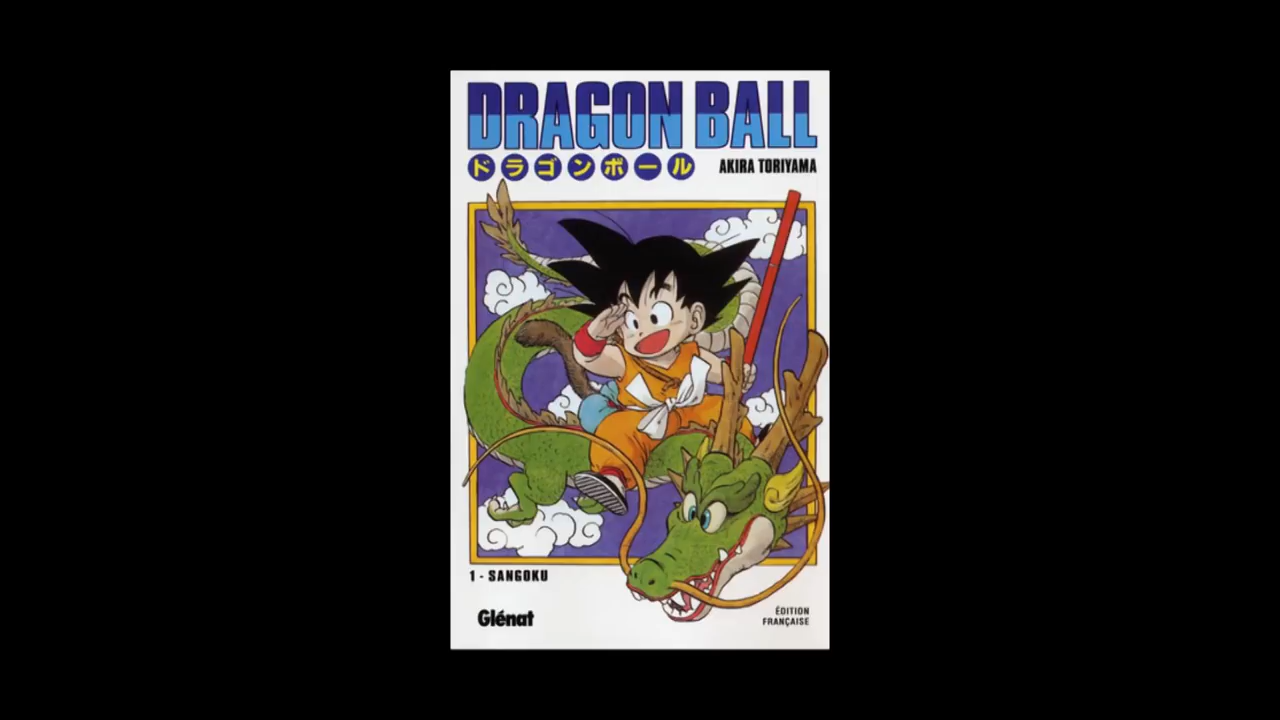 DRAGON BALL
ドラゴンボール
AKIRA TORIYAMA
1 - SANGOKU
Glénat
ÉDITION
FRANÇAISE